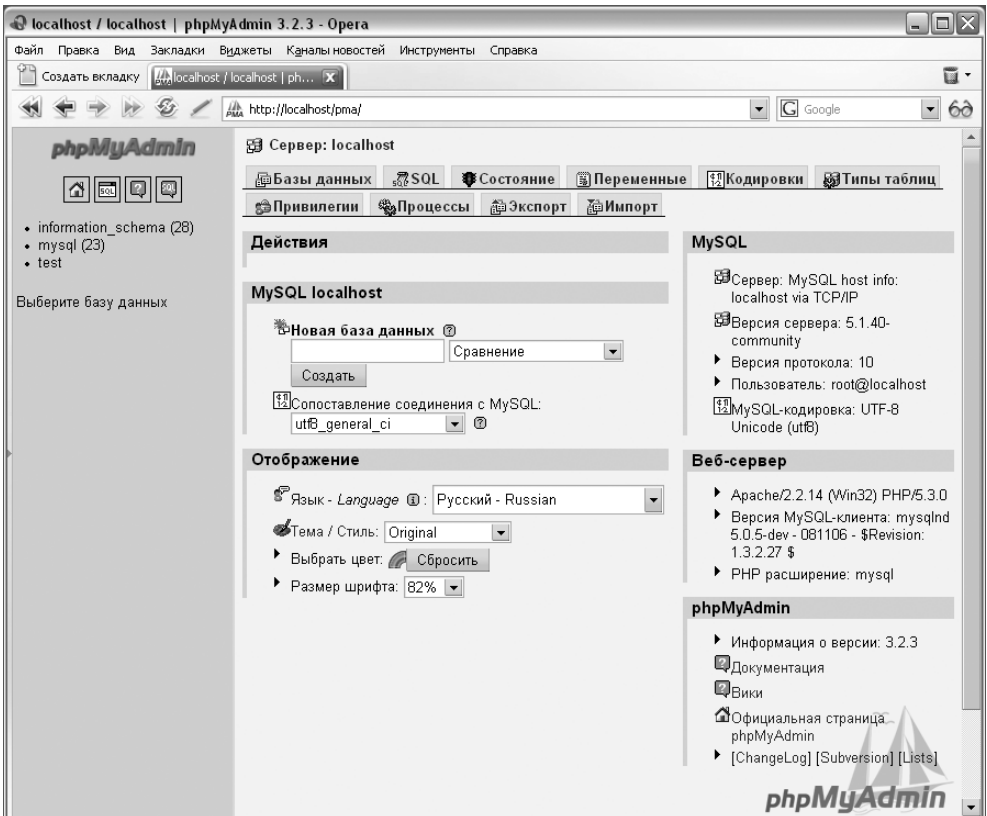 localhost / localhost | phpMyAdmin 3.2.3 - Opera
Файл Правка Вид Закладки Виджеты Каналы новостей Инструменты Справка
Создать вкладку localhost / localhost | ph...
http://localhost/pma/ Google
phpMyAdmin
information_schema (28)
mysql (23)
test
Выберите базу данных
Сервер: localhost
Базы данных SQL Состояние Переменные Кодировки Типы таблиц
Привилегии Процессы Экспорт Импорт
Действия
MySQL localhost
Новая база данных
Сравнение
Создать
Сопоставление соединения с MySQL:
utf8_general_ci
Отображение
Язык - Language : Русский - Russian
Тема / Стиль: Original
Выбрать цвет: Сбросить
Размер шрифта: 82%
MySQL
Сервер: MySQL host info:
localhost via TCP/IP
Версия сервера: 5.1.40-
community
Версия протокола: 10
Пользователь: root@localhost
MySQL-кодировка: UTF-8
Unicode (utf8)
Веб-сервер
Apache/2.2.14 (Win32) PHP/5.3.0
Версия MySQL-клиента: mysqlnd
5.0.5-dev - 081106 - $Revision:
1.3.2.27 $
PHP расширение: mysql
phpMyAdmin
Информация о версии: 3.2.3
Документация
Вики
Официальная страница
phpMyAdmin
[ChangeLog] [Subversion] [Lists]
phpMyAdmin